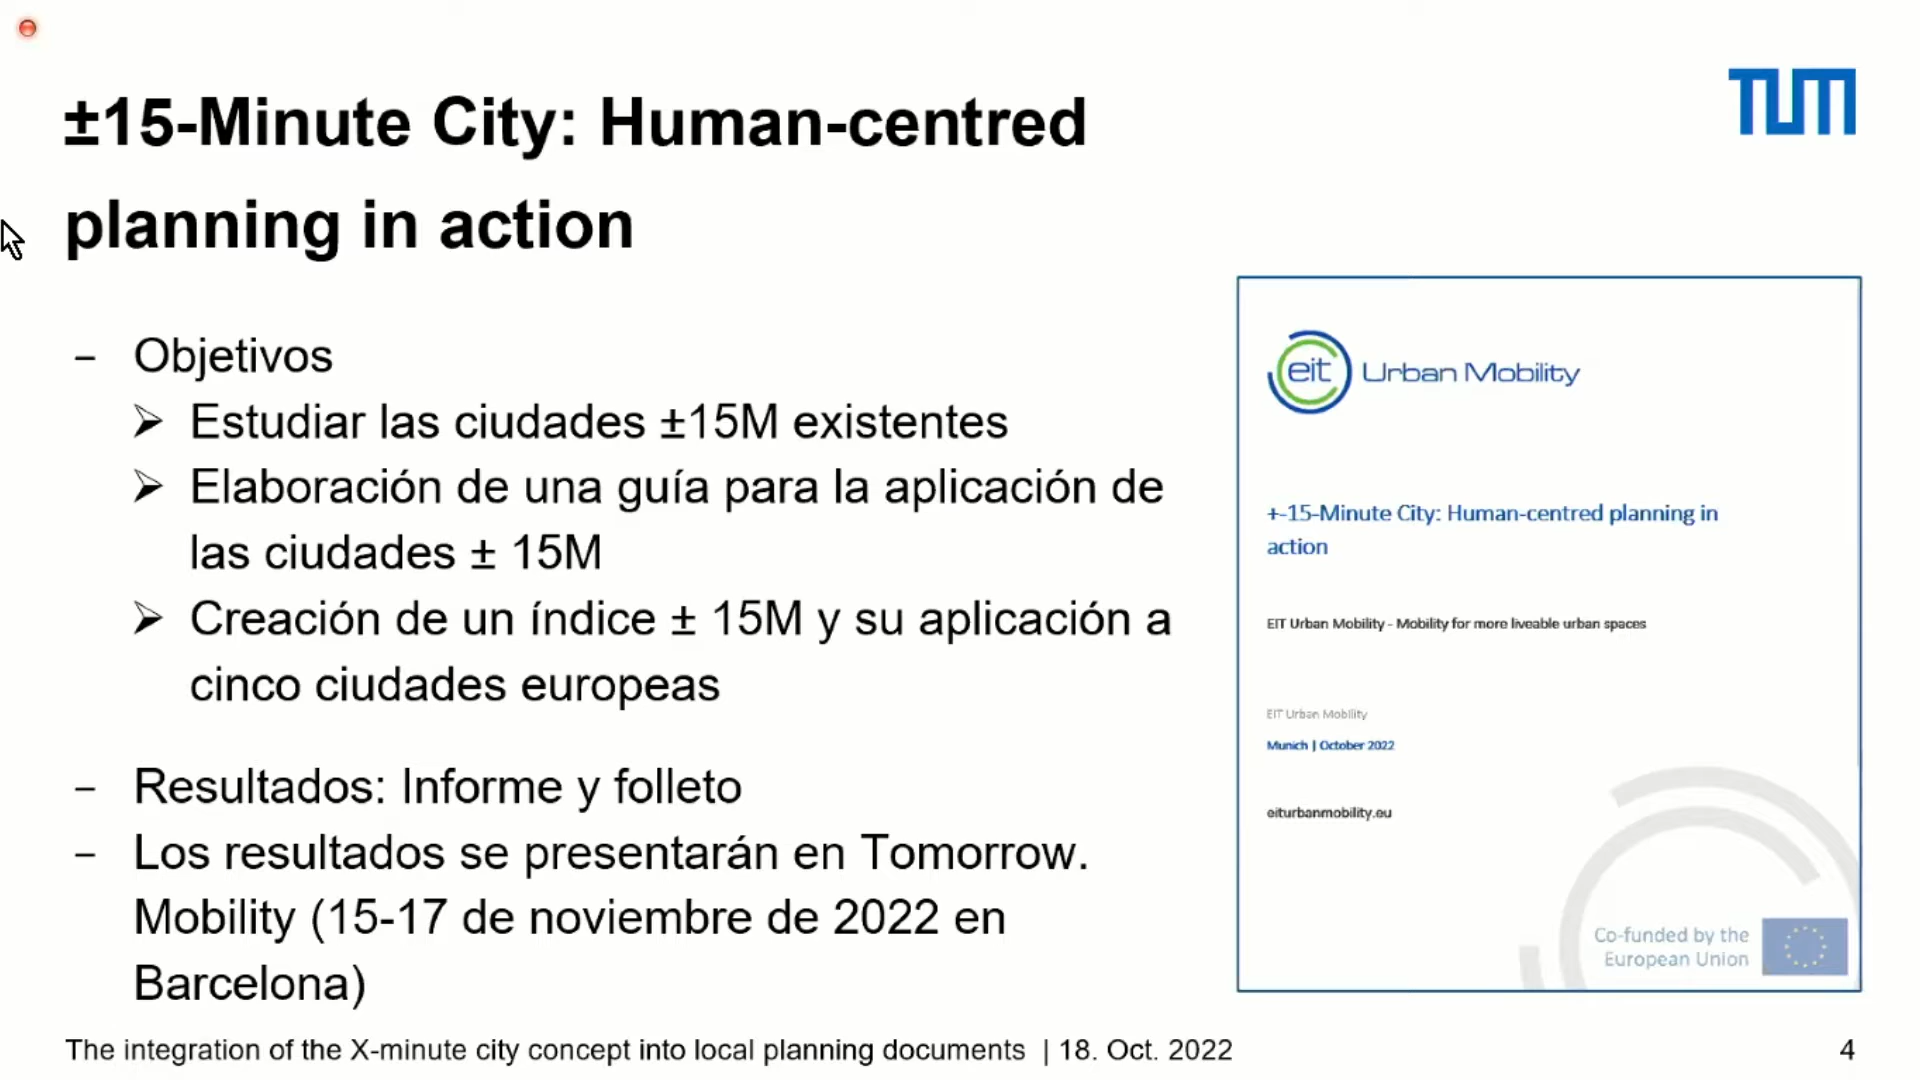 TUM
±15-Minute City: Human-centred
planning in action
– Objetivos
➢ Estudiar las ciudades ±15M existentes
➢ Elaboración de una guía para la aplicación de
las ciudades ± 15M
➢ Creación de un índice ± 15M y su aplicación a
cinco ciudades europeas
– Resultados: Informe y folleto
– Los resultados se presentarán en Tomorrow.
Mobility (15-17 de noviembre de 2022 en
Barcelona)
eit Urban Mobility
+-15-Minute City: Human-centred planning in
action
EIT Urban Mobility - Mobility for more liveable urban spaces
EIT Urban Mobility
Munich | October 2022
eiturbanmobility.eu
Co-funded by the
European Union
The integration of the X-minute city concept into local planning documents | 18. Oct. 2022
4